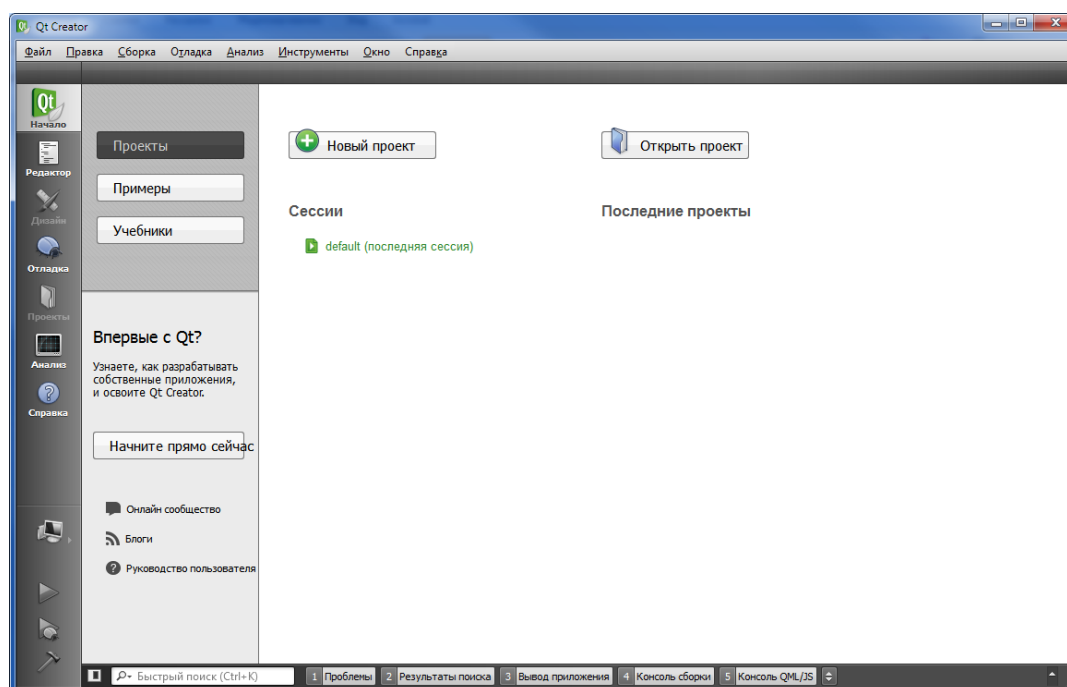 Qt Creator
Файл Правка Сборка Отладка Анализ Инструменты Окно Справка
Qt
Начало
Редактор
Дизайн
Отладка
Проекты
Анализ
Справка
Проекты
Примеры
Учебники
Впервые с Qt?
Узнаете, как разрабатывать
собственные приложения,
и освоите Qt Creator.
Начните прямо сейчас
Онлайн сообщество
Блоги
Руководство пользователя
Новый проект
Открыть проект
Сессии
Последние проекты
default (последняя сессия)
Быстрый поиск (Ctrl+K)
1 Проблемы 2 Результаты поиска 3 Вывод приложения 4 Консоль сборки 5 Консоль QML/JS